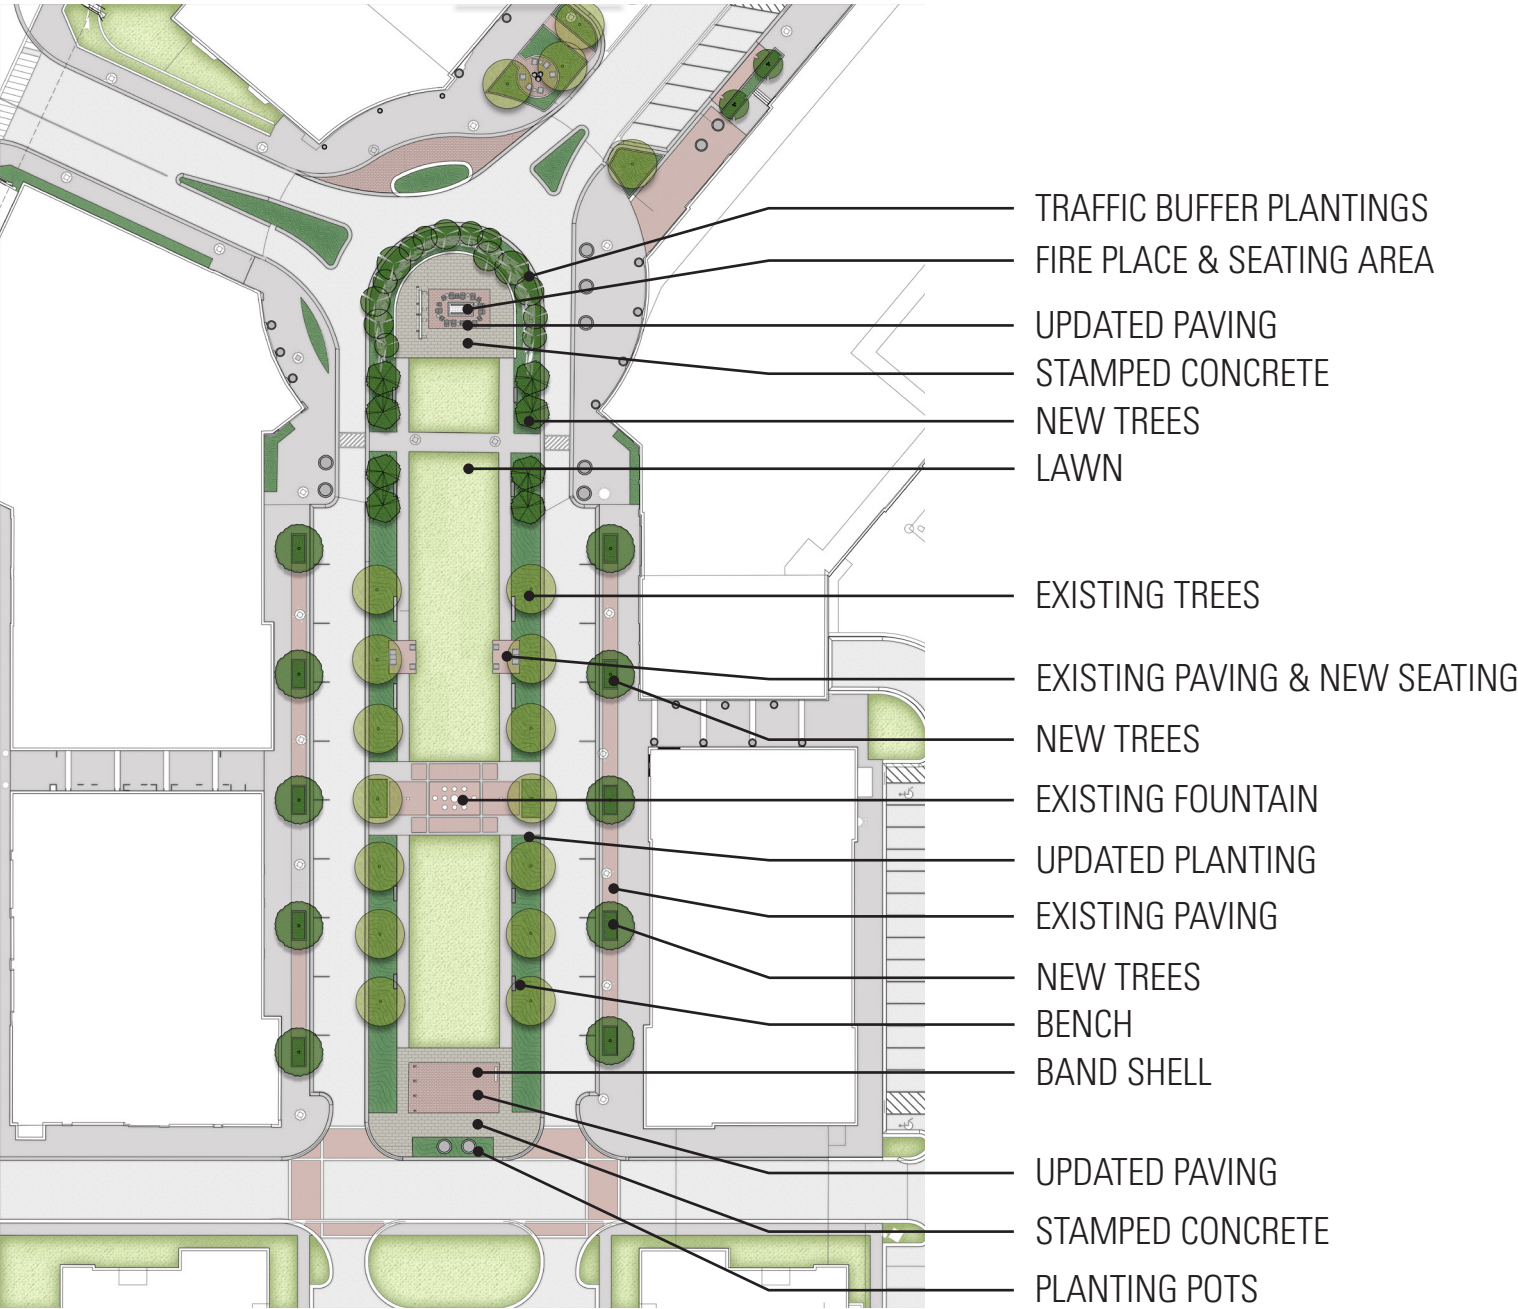 TRAFFIC BUFFER PLANTINGS
FIRE PLACE & SEATING AREA
UPDATED PAVING
STAMPED CONCRETE
NEW TREES
LAWN
EXISTING TREES
EXISTING PAVING & NEW SEATING
NEW TREES
EXISTING FOUNTAIN
UPDATED PLANTING
EXISTING PAVING
NEW TREES
BENCH
BAND SHELL
UPDATED PAVING
STAMPED CONCRETE
PLANTING POTS